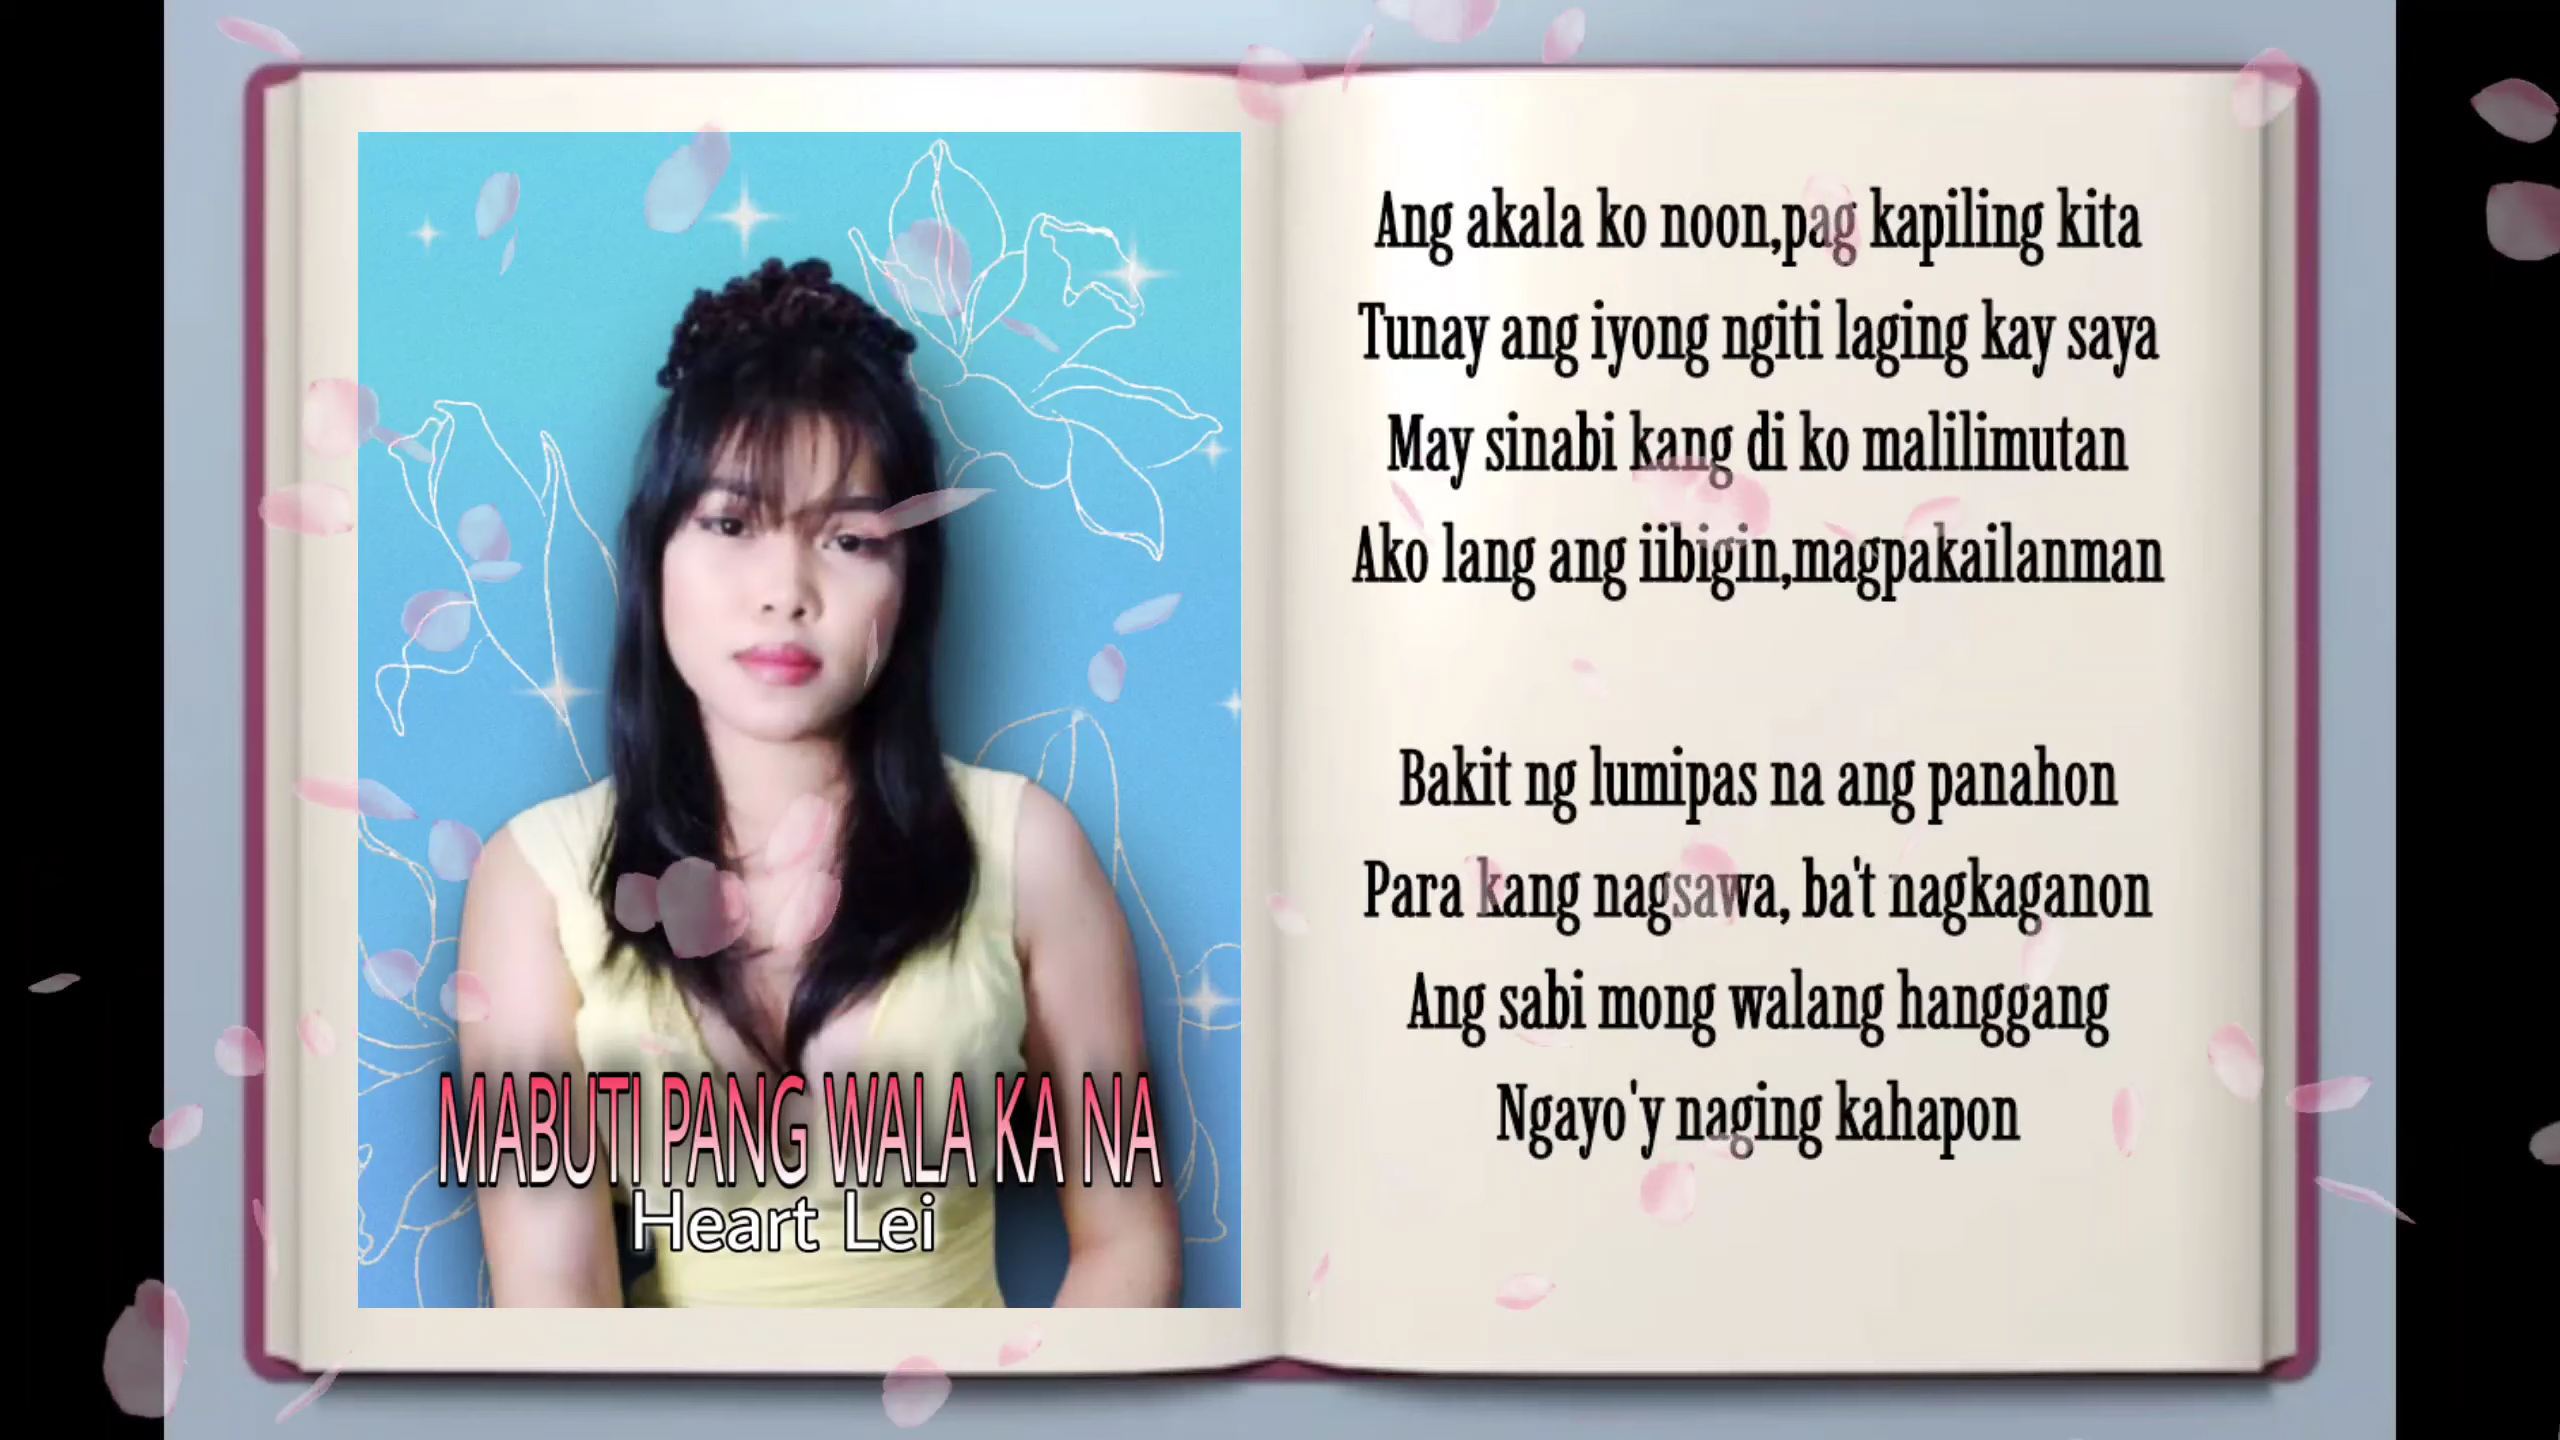 MABUTI PANG WALA KA NA
Heart Lei
Ang akala ko noon,pag kapiling kita
Tunay ang iyong ngiti laging kay saya
May sinabi kang di ko malilimutan
Ako lang ang iibigin,magpakailanman
Bakit ng lumipas na ang panahon
Para kang nagsawa, ba't nagkaganon
Ang sabi mong walang hanggang
Ngayo'y naging kahapon